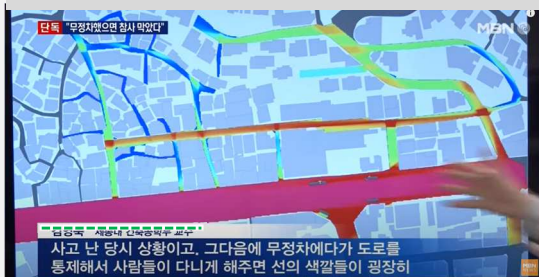 단독 "무정차했으면 참사 막았다"
MBN
사고 난 당시 상황이고, 그다음에 무정차에다가 도로를
통제해서 사람들이 다니게 해주면 선의 색깔들이 굉장히
MBN